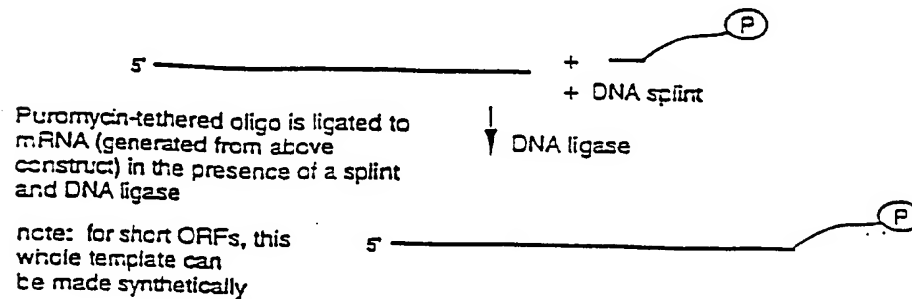 P
5' + 
+ DNA splint
Puromycin-tethered oligo is ligated to
mRNA (generated from above
construct) in the presence of a splint
and DNA ligase
DNA ligase
note: for short ORFs, this
whole template can
be made synthetically
5'
P